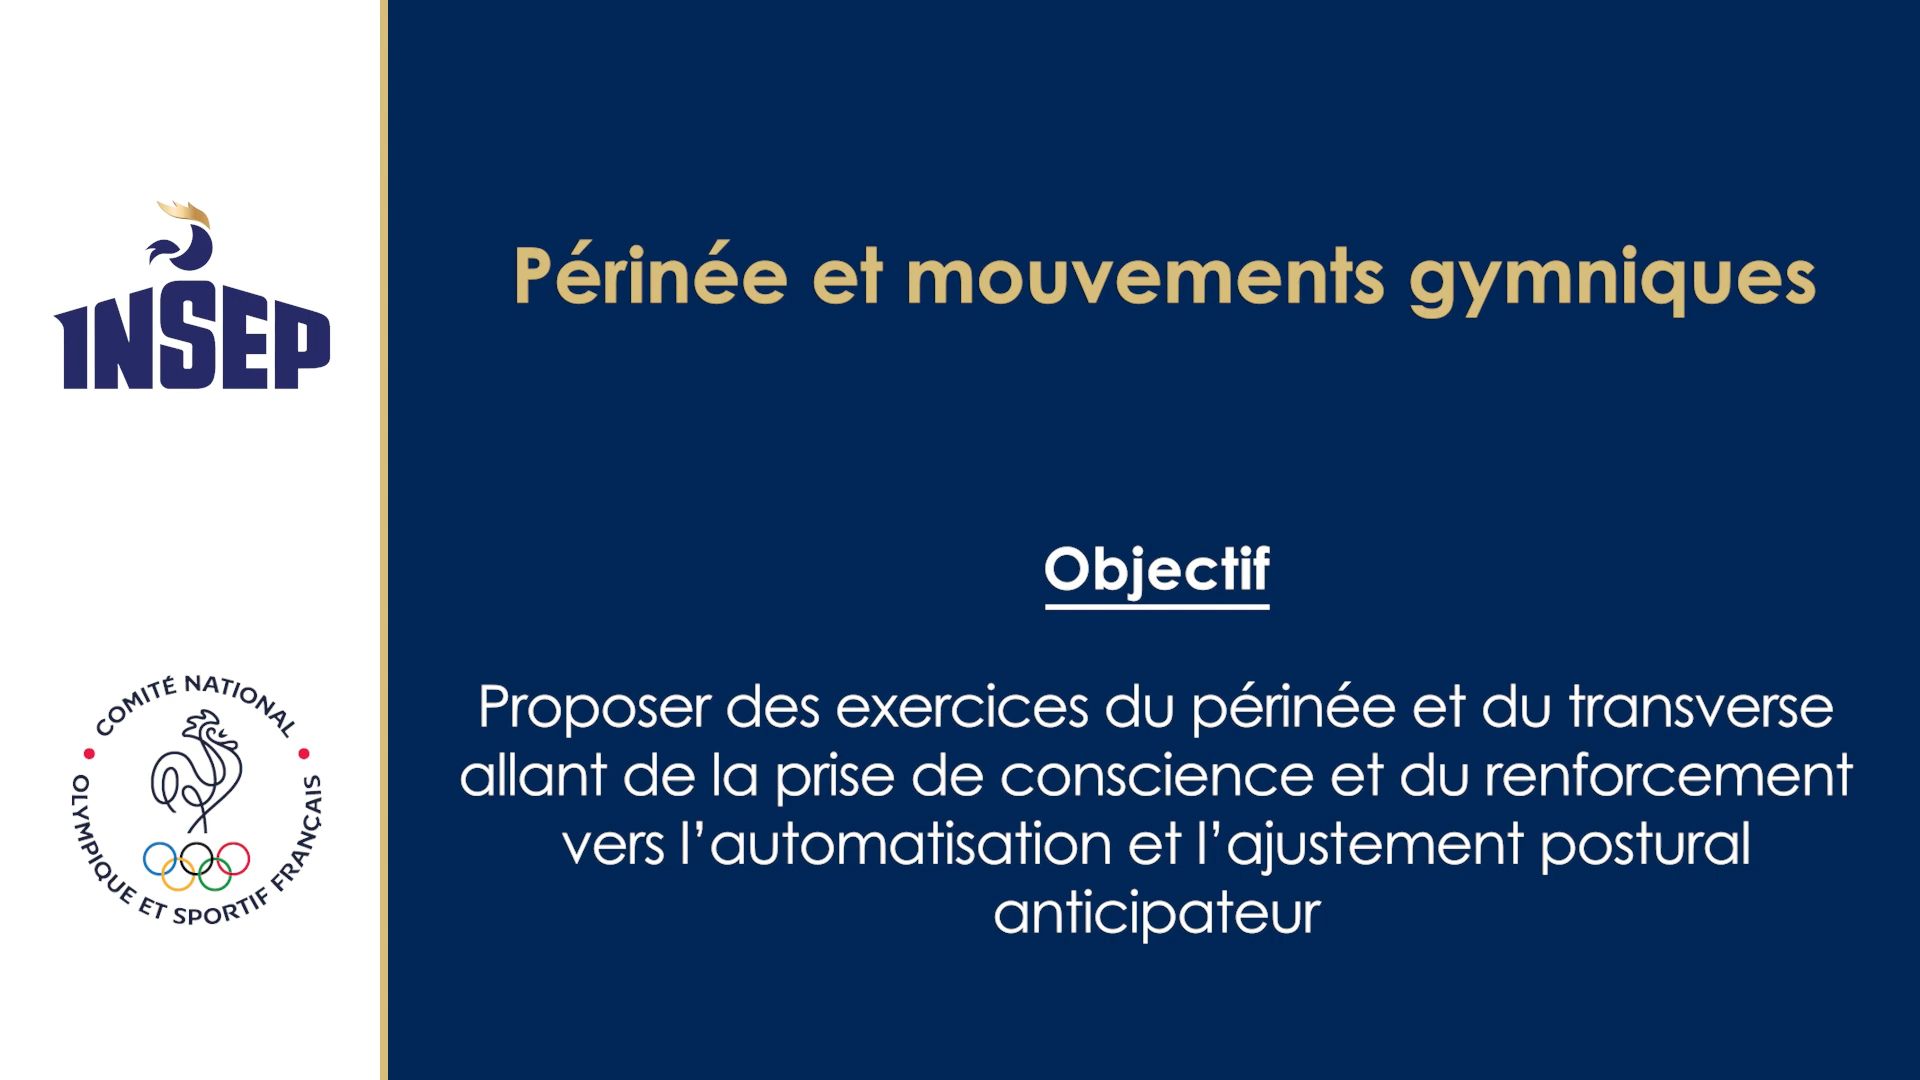 INSEP
COMITÉ NATIONAL
OLYMPIQUE ET SPORTIF FRANÇAIS
Périnée et mouvements gymniques
Objectif
Proposer des exercices du périnée et du transverse
allant de la prise de conscience et du renforcement
vers l’automatisation et l’ajustement postural
anticipateur